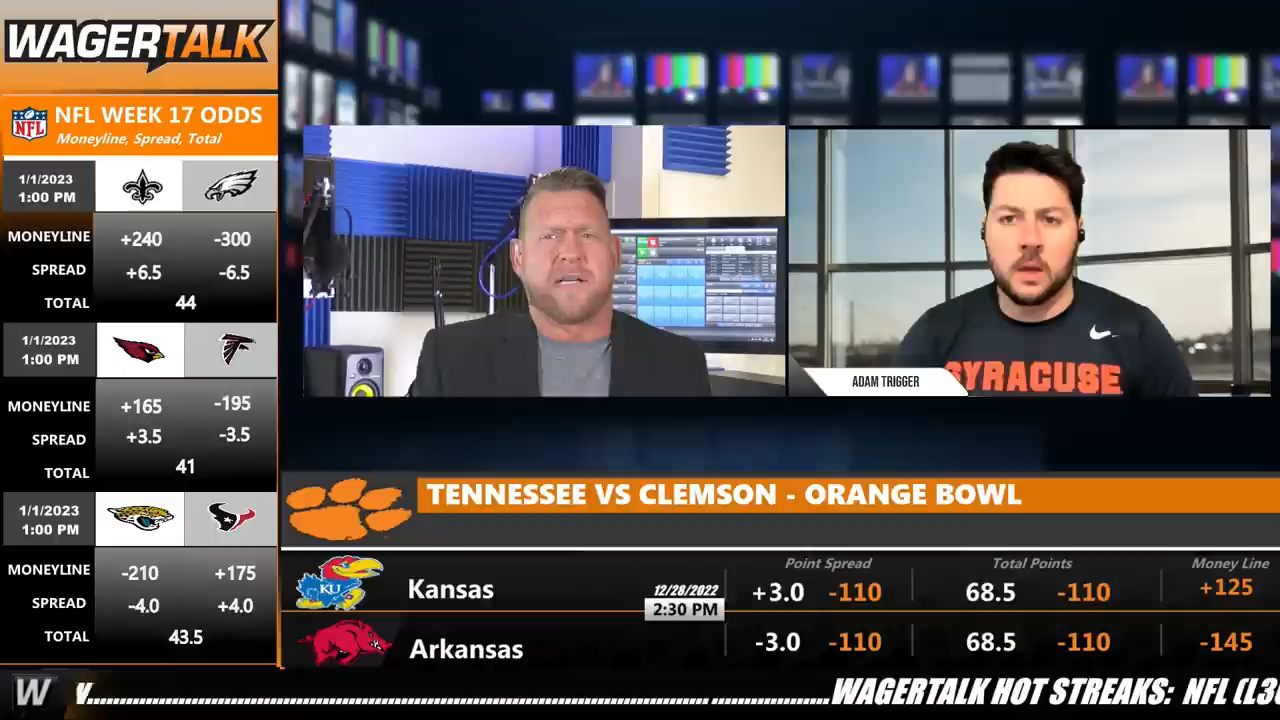 WAGERTALK
NFL
NFL WEEK 17 ODDS
Moneyline, Spread, Total
1/1/2023
1:00 PM
MONEYLINE +240 -300
SPREAD +6.5 -6.5
TOTAL 44
1/1/2023
1:00 PM
MONEYLINE +165 -195
SPREAD +3.5 -3.5
TOTAL 41
1/1/2023
1:00 PM
MONEYLINE -210 +175
SPREAD -4.0 +4.0
TOTAL 43.5
ADAM TRIGGER
SYRACUSE
TENNESSEE VS CLEMSON - ORANGE BOWL
Point Spread Total Points Money Line
KU
Kansas 12/28/2022 +3.0 -110 68.5 -110 +125
2:30 PM
Arkansas -3.0 -110 68.5 -110 -145
W V.................... WAGERTALK HOT STREAKS: NFL (L3